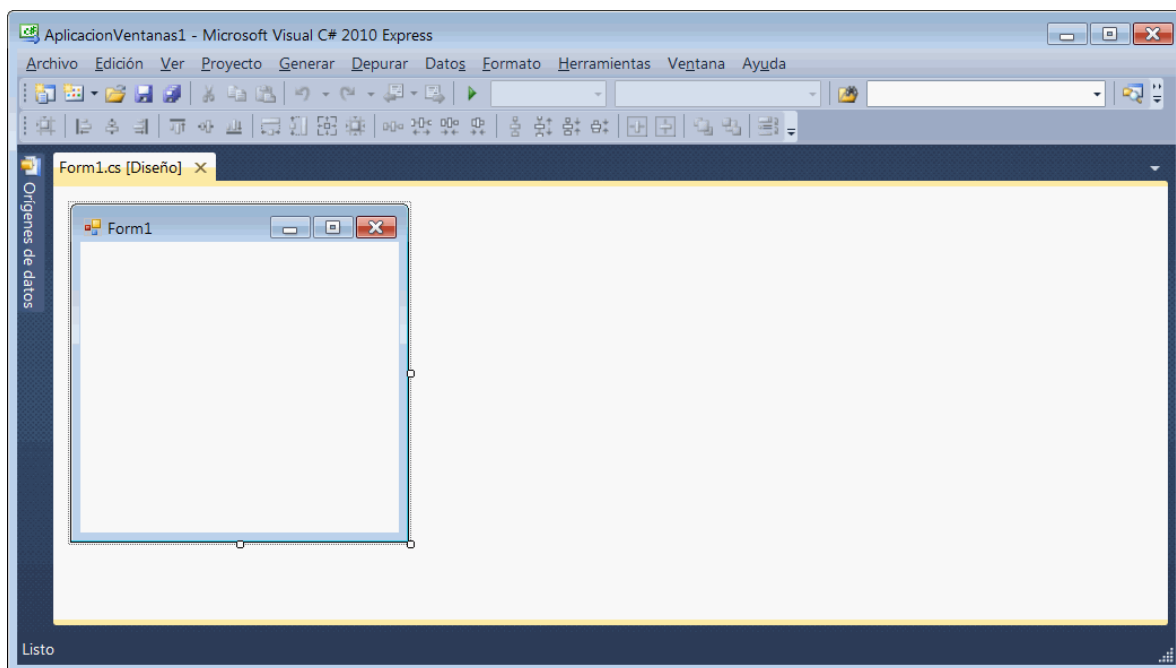 AplicacionVentanas1 - Microsoft Visual C# 2010 Express
Archivo Edición Ver Proyecto Generar Depurar Datos Formato Herramientas Ventana Ayuda
Form1.cs [Diseño]
Orígenes de datos
Form1
Listo